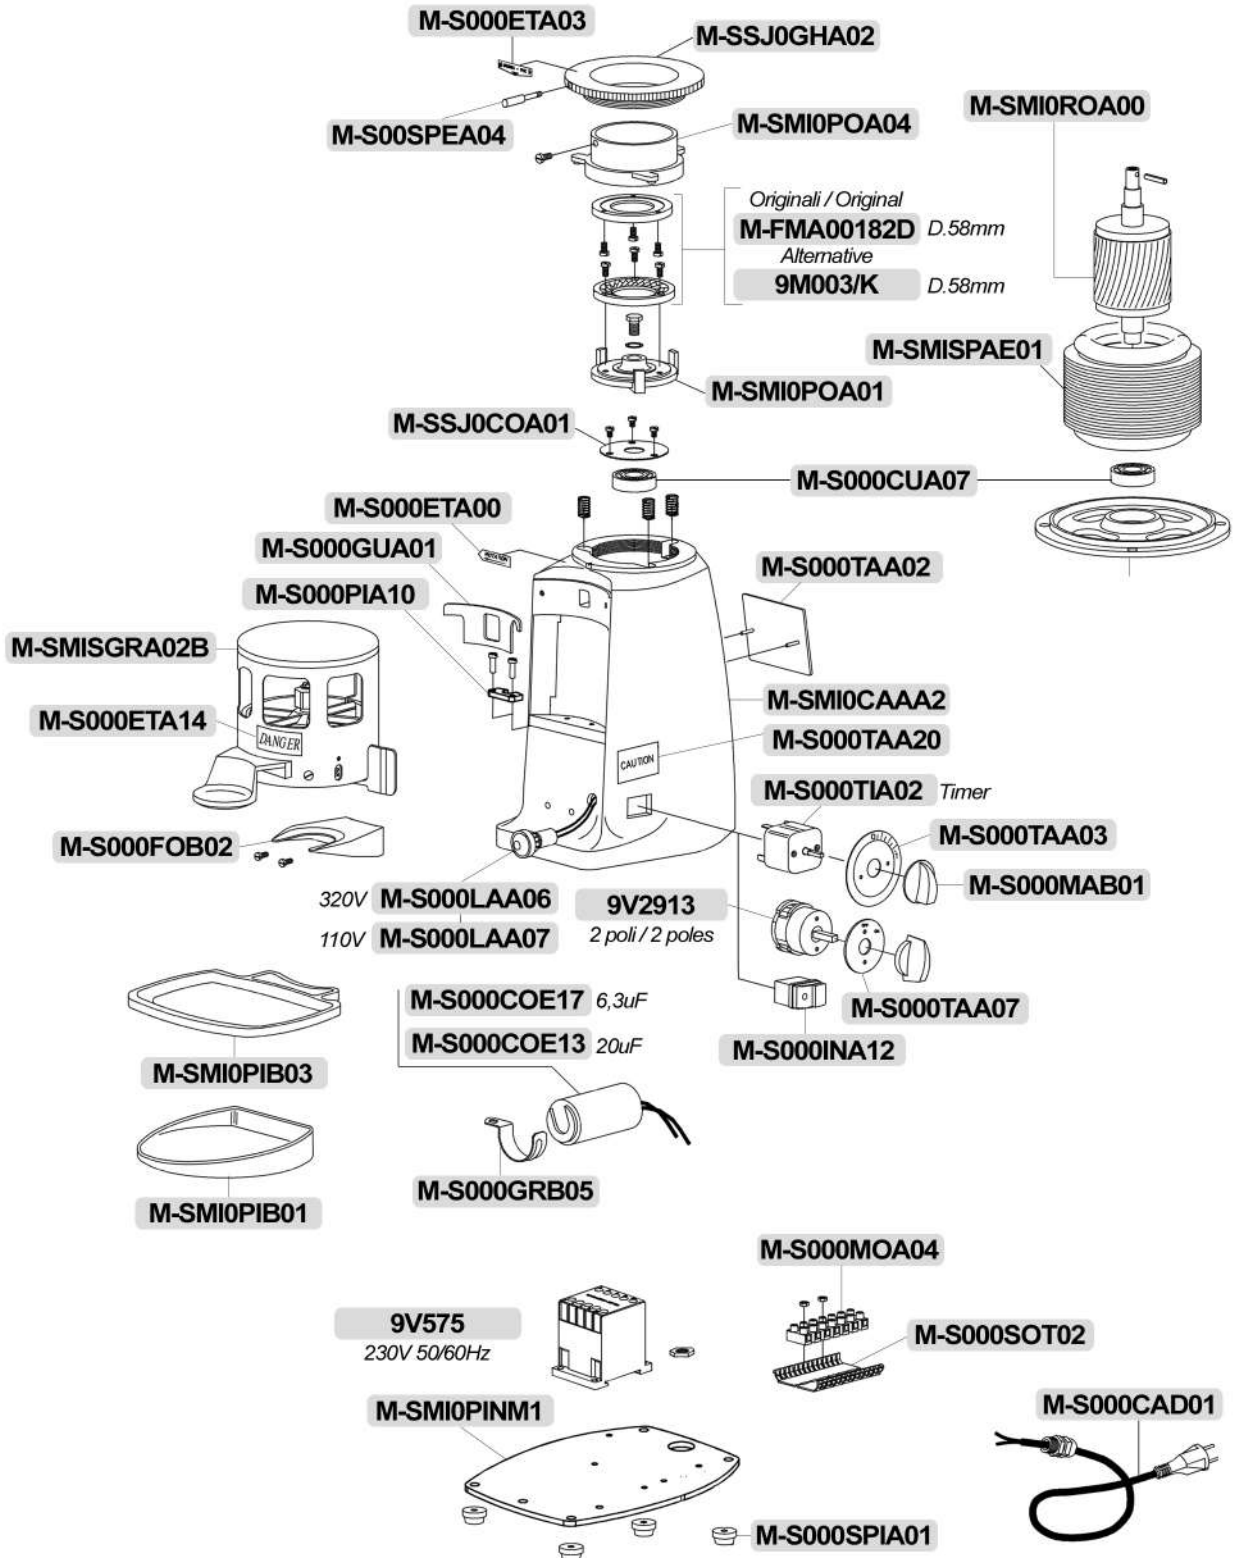 M-S000ETA03
M-SSJ0GHA02
M-SMI0ROA00
M-S00SPEA04
M-SMI0POA04
Originali / Original
M-FMA00182D D.58mm
Alternative
9M003/K D.58mm
M-SMISPAE01
M-SMI0POA01
M-SSJ0COA01
M-S000CUA07
M-S000ETA00
M-S000GUA01
M-S000TAA02
M-S000PIA10
M-SMISGRA02B
M-SMI0CAAA2
M-S000ETA14
DANGER
M-S000TAA20
CAUTION
M-S000TIA02 Timer
M-S000TAA03
M-S000FOB02
M-S000MAB01
320V M-S000LAA06
9V2913
2 poli / 2 poles
110V M-S000LAA07
M-S000TAA07
M-S000COE17 6,3uF
M-S000COE13 20uF
M-S000INA12
M-SMI0PIB03
M-S000GRB05
M-SMI0PIB01
M-S000MOA04
9V575
230V 50/60Hz
M-S000SOT02
M-SMI0PINM1
M-S000CAD01
M-S000SPIA01